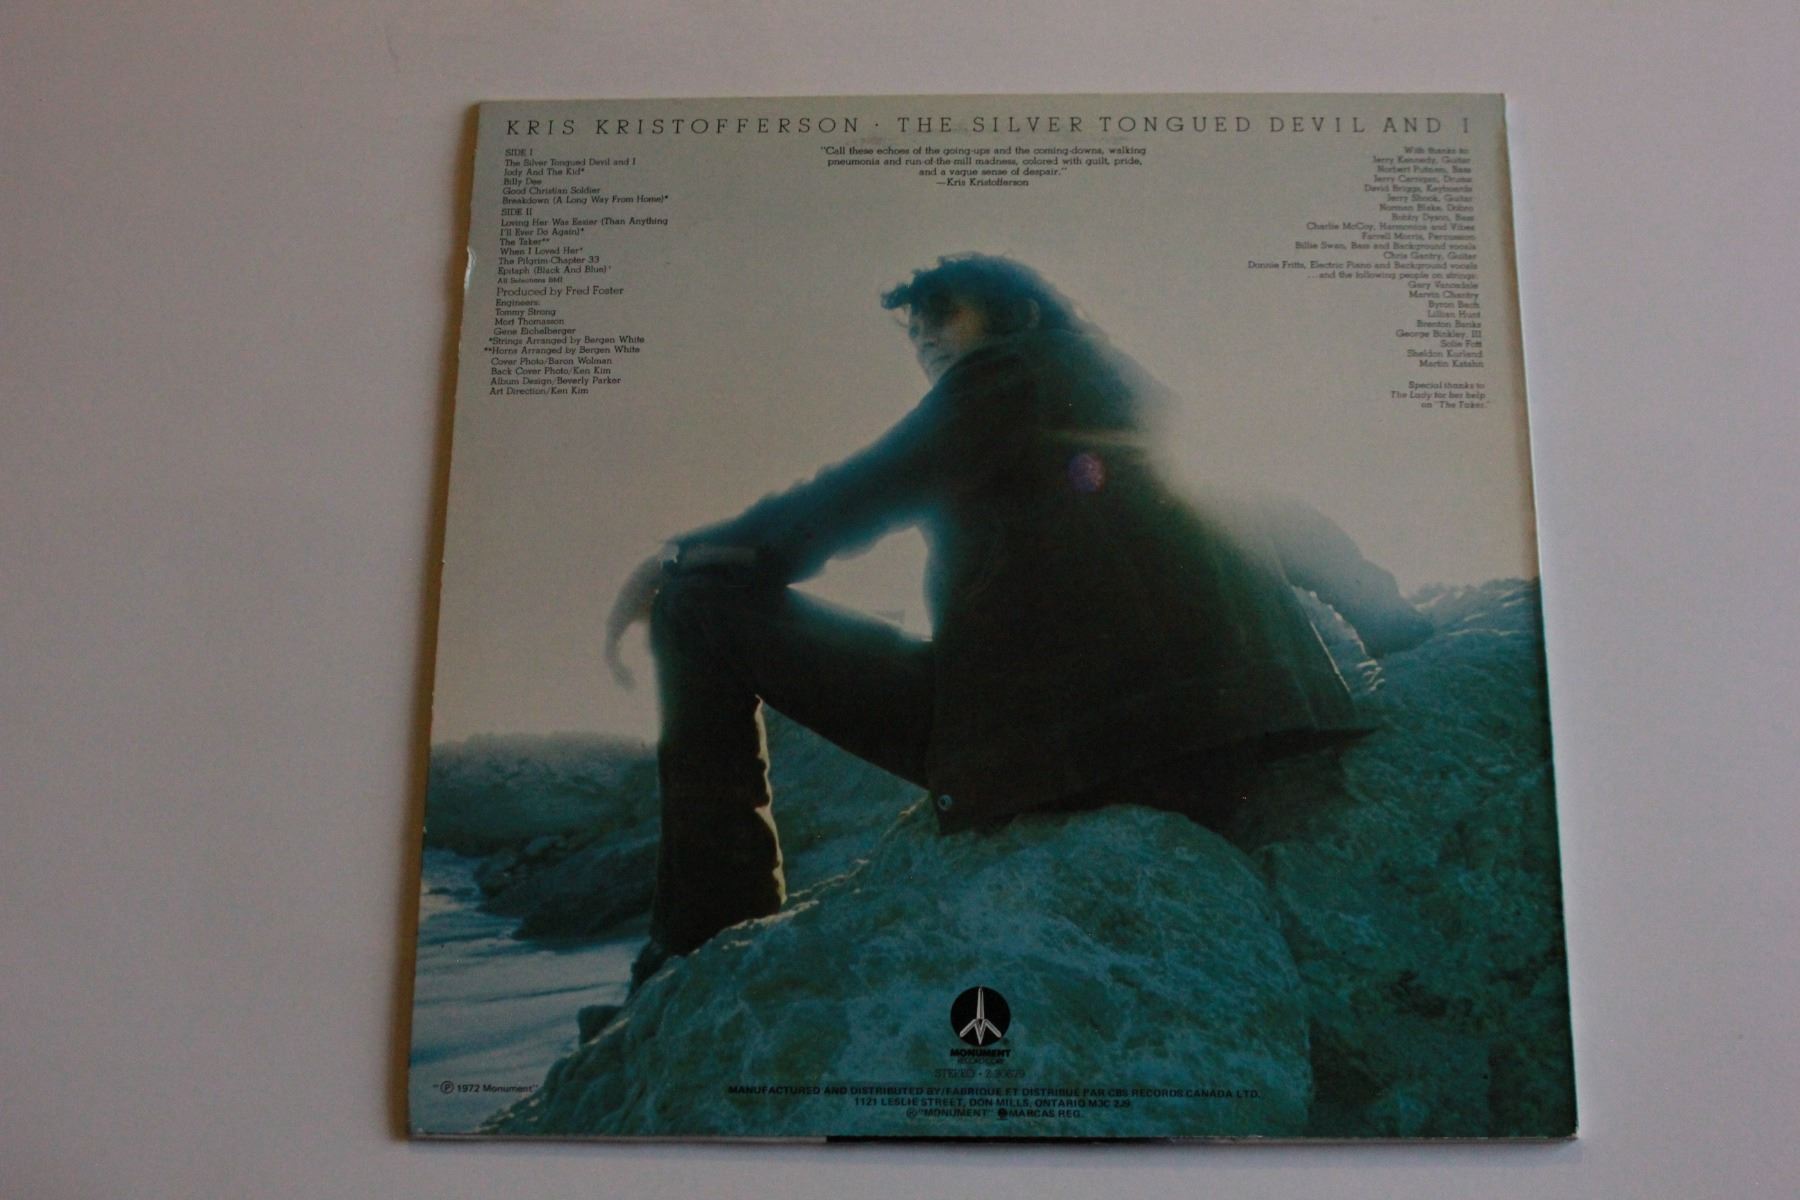 KRIS KRISTOFFERSON · THE SILVER TONGUED DEVIL AND I
SIDE I
The Silver Tongued Devil and I
Jody And The Kid*
Billy Dee
Good Christian Soldier
Breakdown (A Long Way From Home)*
SIDE II
Loving Her Was Easier (Than Anything
I'll Ever Do Again)*
The Taker**
When I Loved Her*
The Pilgrim-Chapter 33
Epitaph (Black And Blue)*
All Selections BMI
Produced by Fred Foster
Engineers:
Tommy Strong
Mort Thomasson
Gene Eichelberger
*Strings Arranged by Bergen White
**Horns Arranged by Bergen White
Cover Photo/Baron Wolman
Back Cover Photo/Ken Kim
Album Design/Beverly Parker
Art Direction/Ken Kim
"Call these echoes of the going-ups and the coming-downs, walking
pneumonia and run-of-the-mill madness, colored with guilt, pride,
and a vague sense of despair."
—Kris Kristofferson
With thanks to:
Jerry Kennedy, Guitar
Norbert Putnam, Bass
Jerry Carrigan, Drums
David Briggs, Keyboards
Jerry Shook, Guitar
Norman Blake, Dobro
Bobby Dyson, Bass
Charlie McCoy, Harmonica and Vibes
Farrell Morris, Percussion
Billie Swan, Bass and Background vocals
Chris Gantry, Guitar
Donnie Fritts, Electric Piano and Background vocals
...and the following people on strings:
Gary Vanosdale
Marvin Chantry
Byron Bach
Lillian Hunt
Brenton Banks
George Binkley, III
Solie Fott
Sheldon Kurland
Martin Katahn
Special thanks to
The Lady for her help
on "The Taker."
MONUMENT
RECORD CORP.
STEREO • Z 30679
"Ⓟ 1972 Monument"
MANUFACTURED AND DISTRIBUTED BY/FABRIQUÉ ET DISTRIBUÉ PAR CBS RECORDS CANADA LTD.
1121 LESLIE STREET, DON MILLS, ONTARIO M3C 2J9
® "MONUMENT" MARCAS REG.